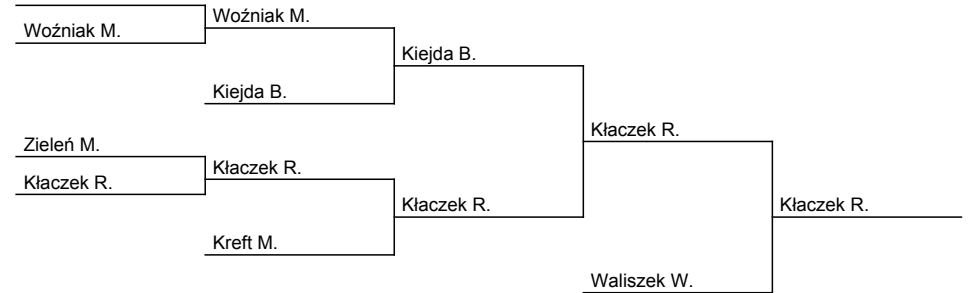 Woźniak M.
Woźniak M.
Kiejda B.
Kiejda B.
Kłaczek R.
Zieleń M.
Kłaczek R.
Kłaczek R.
Kłaczek R.
Kłaczek R.
Kreft M.
Waliszek W.